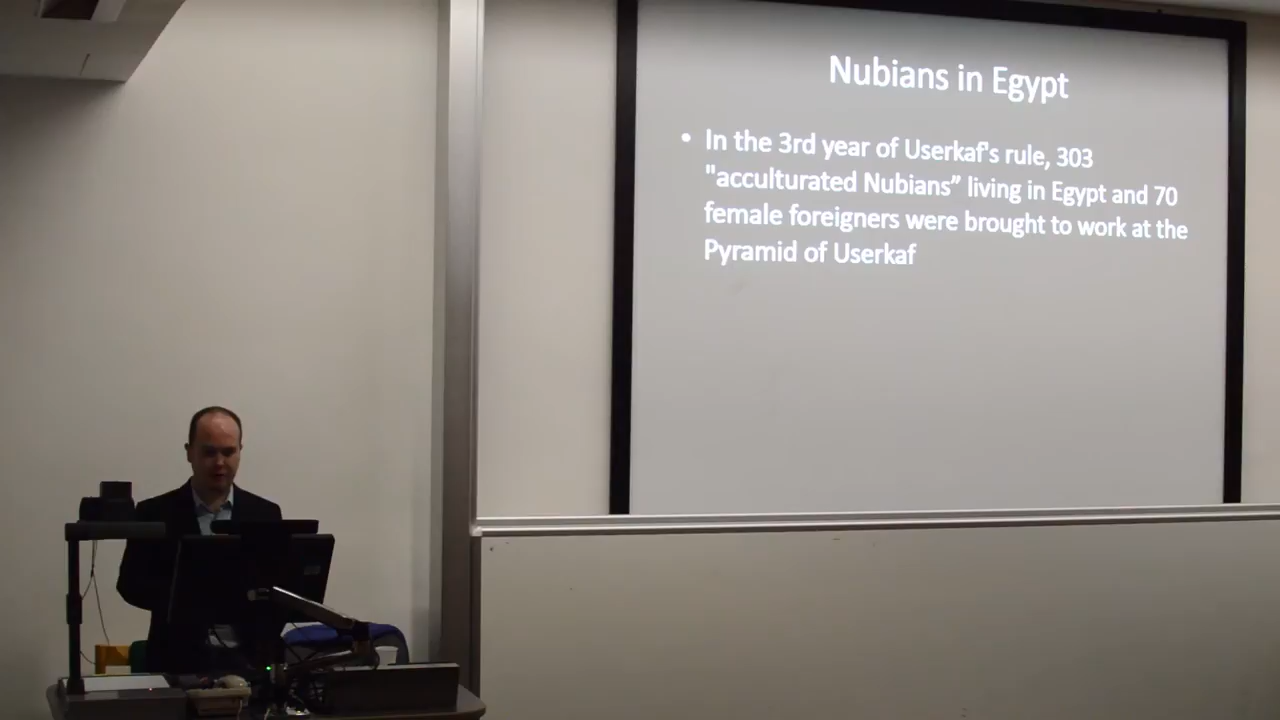 Nubians in Egypt
• In the 3rd year of Userkaf's rule, 303
"acculturated Nubians” living in Egypt and 70
female foreigners were brought to work at the
Pyramid of Userkaf